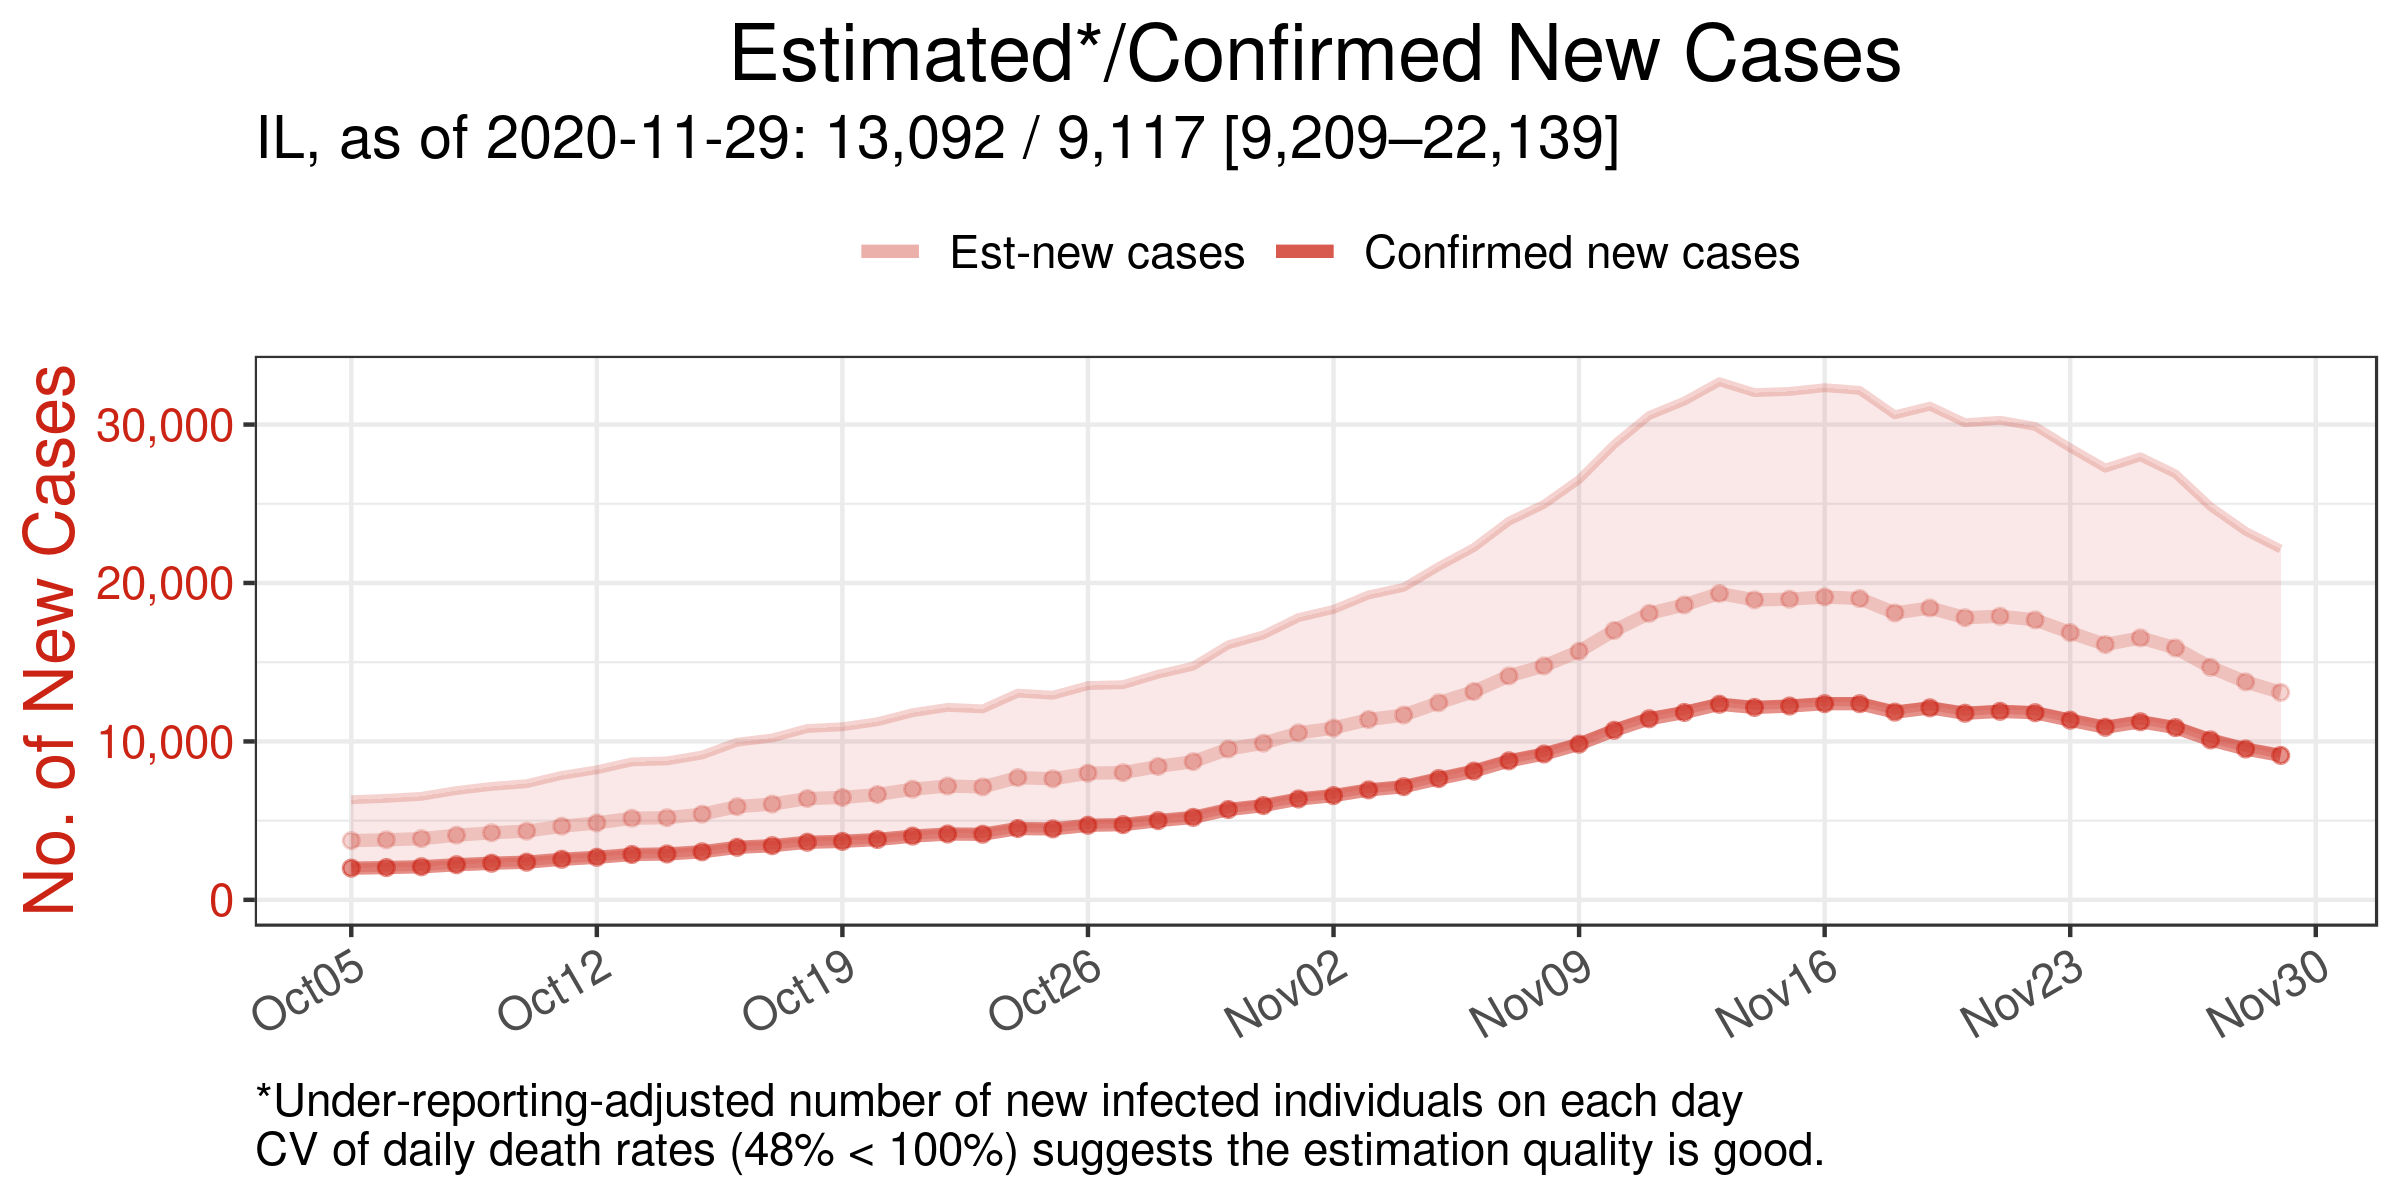 Estimated*/Confirmed New Cases
IL, as of 2020-11-29: 13,092 / 9,117 [9,209–22,139]
Est-new cases Confirmed new cases
No. of New Cases
30,000
20,000
10,000
0
Oct05 Oct12 Oct19 Oct26 Nov02 Nov09 Nov16 Nov23 Nov30
*Under-reporting-adjusted number of new infected individuals on each day
CV of daily death rates (48% < 100%) suggests the estimation quality is good.